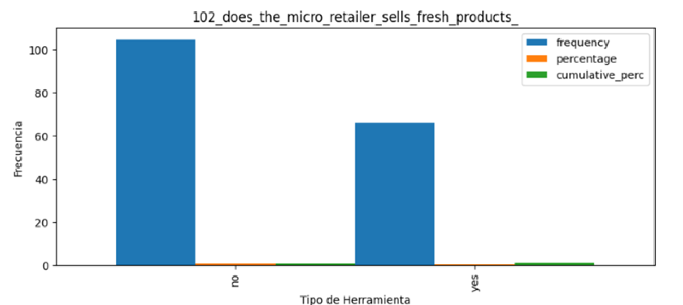 102_does_the_micro_retailer_sells_fresh_products_
frequency
percentage
cumulative_perc
100
80
60
40
20
0
Frecuencia
no
yes
Tipo de Herramienta